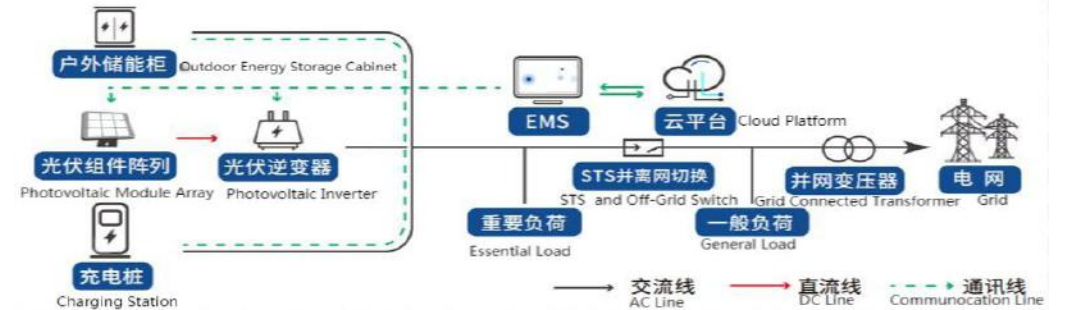 户外储能柜
Outdoor Energy Storage Cabinet
EMS
云平台
Cloud Platform
光伏组件阵列
Photovoltaic Module Array
光伏逆变器
Photovoltaic Inverter
STS并离网切换
STS and Off-Grid Switch
并网变压器
Grid Connected Transformer
电网
Grid
重要负荷
Essential Load
一般负荷
General Load
充电桩
Charging Station
交流线
AC Line
直流线
DC Line
通讯线
Communocation Line